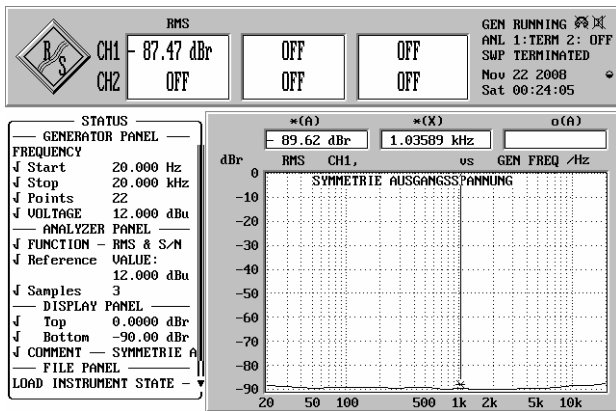 RMS
CH1 - 87.47 dBr OFF OFF
CH2 OFF OFF OFF
GEN RUNNING
ANL 1:TERM 2: OFF
SWP TERMINATED
Nov 22 2008
Sat 00:24:05
R S
STATUS
GENERATOR PANEL
FREQUENCY
Start 20.000 Hz
Stop 20.000 kHz
Points 22
VOLTAGE 12.000 dBu
ANALYZER PANEL
FUNCTION - RMS & S/N
Reference VALUE:
12.000 dBu
Samples 3
DISPLAY PANEL
Top 0.0000 dBr
Bottom -90.00 dBr
COMMENT — SYMMETRIE A
FILE PANEL
LOAD INSTRUMENT STATE -
*(A) *(X) o(A)
- 89.62 dBr 1.03589 kHz
dBr RMS CH1, vs GEN FREQ /Hz
SYMMETRIE AUSGANGSSPANNUNG
0
-10
-20
-30
-40
-50
-60
-70
-80
-90
20 50 100 500 1k 2k 5k 10k